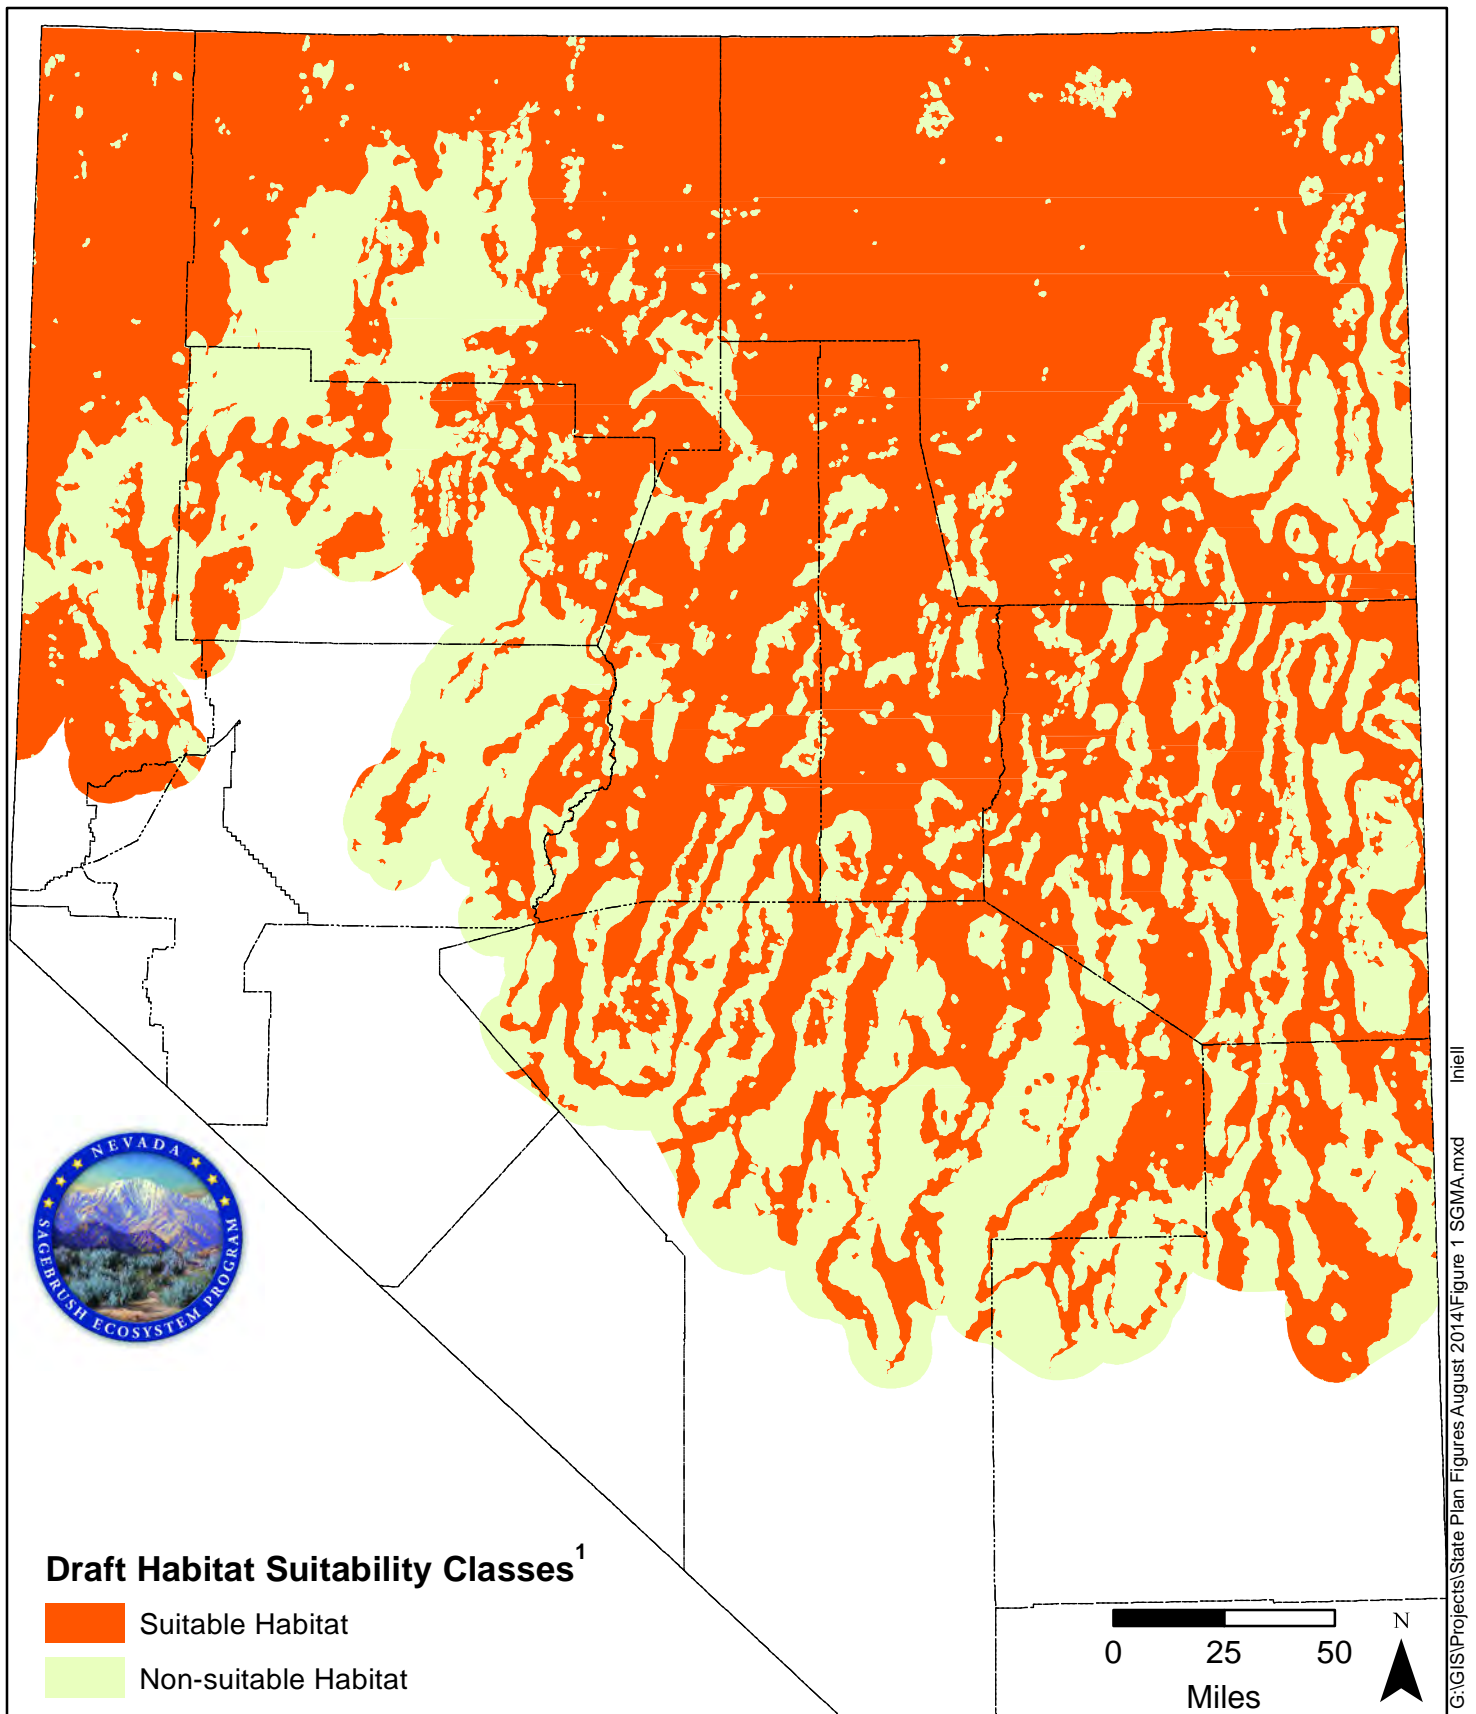 NEVADA
SAGEBRUSH ECOSYSTEM PROGRAM
Draft Habitat Suitability Classes1
Suitable Habitat
Non-suitable Habitat
0 25 50
Miles
N
G:\GIS\Projects\State Plan Figures August 2014\Figure 1 SGMA.mxd lniell